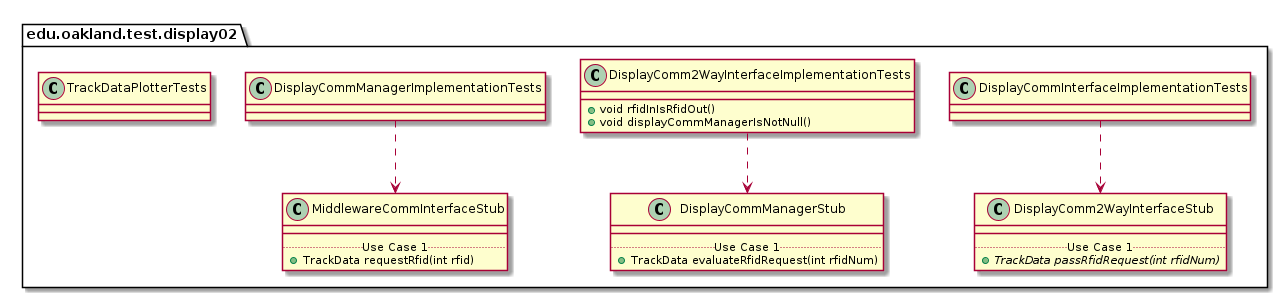 edu.oakland.test.display02
C TrackDataPlotterTests
C DisplayCommManagerImplementationTests
C DisplayComm2WayInterfaceImplementationTests
void rfidInIsRfidOut()
void displayCommManagerIsNotNull()
C DisplayCommInterfaceImplementationTests
C MiddlewareCommInterfaceStub
Use Case 1
TrackData requestRfid(int rfid)
C DisplayCommManagerStub
Use Case 1
TrackData evaluateRfidRequest(int rfidNum)
C DisplayComm2WayInterfaceStub
Use Case 1
TrackData passRfidRequest(int rfidNum)